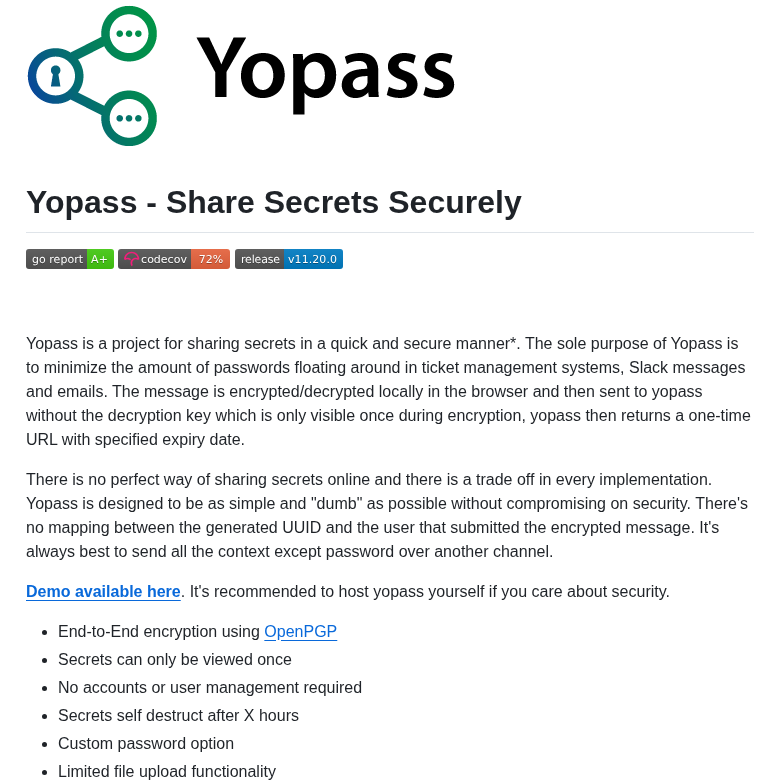 Yopass
Yopass - Share Secrets Securely
go report A+ codecov 72% release v11.20.0
Yopass is a project for sharing secrets in a quick and secure manner*. The sole purpose of Yopass is
to minimize the amount of passwords floating around in ticket management systems, Slack messages
and emails. The message is encrypted/decrypted locally in the browser and then sent to yopass
without the decryption key which is only visible once during encryption, yopass then returns a one-time
URL with specified expiry date.
There is no perfect way of sharing secrets online and there is a trade off in every implementation.
Yopass is designed to be as simple and "dumb" as possible without compromising on security. There's
no mapping between the generated UUID and the user that submitted the encrypted message. It's
always best to send all the context except password over another channel.
Demo available here. It's recommended to host yopass yourself if you care about security.
• End-to-End encryption using OpenPGP
• Secrets can only be viewed once
• No accounts or user management required
• Secrets self destruct after X hours
• Custom password option
• Limited file upload functionality